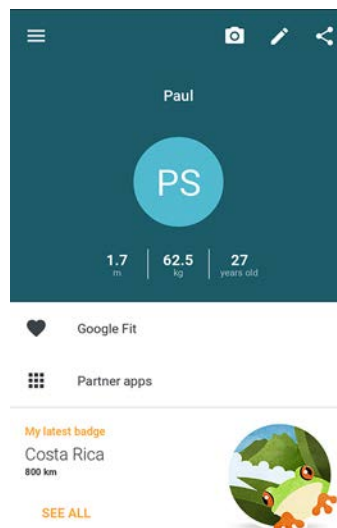 Paul
PS
1.7 62.5 27
m kg years old
Google Fit
Partner apps
My latest badge
Costa Rica
800 km
SEE ALL